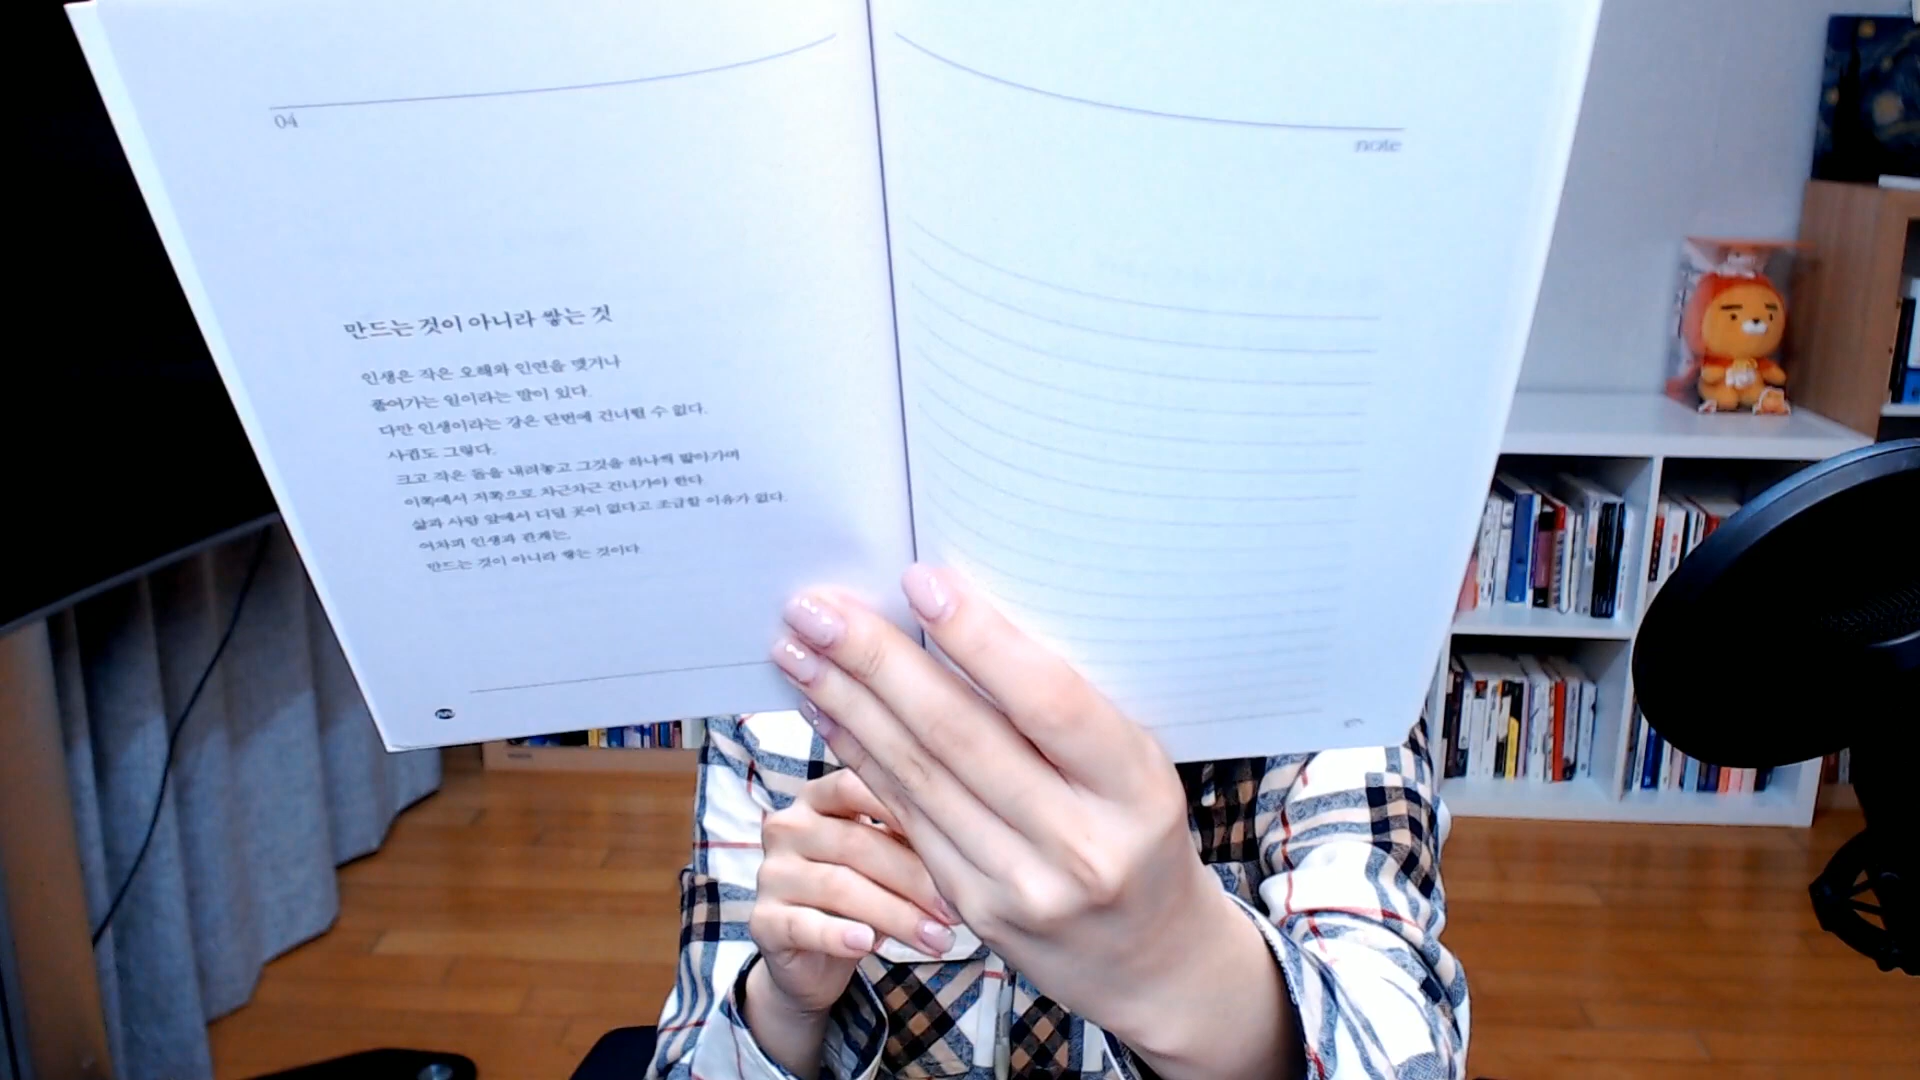 04
note
만드는 것이 아니라 쌓는 것
인생은 작은 오해와 인연을 맺거나
풀어가는 일이라는 말이 있다.
다만 인생이라는 강은 단번에 건너뛸 수 없다.
사귐도 그렇다.
크고 작은 돌을 내려놓고 그것을 하나씩 밟아가며
이쪽에서 저쪽으로 차근차근 건너가야 한다.
삶과 사람 앞에서 디딜 곳이 없다고 조급할 이유가 없다.
어차피 인생과 관계는,
만드는 것이 아니라 쌓는 것이다.